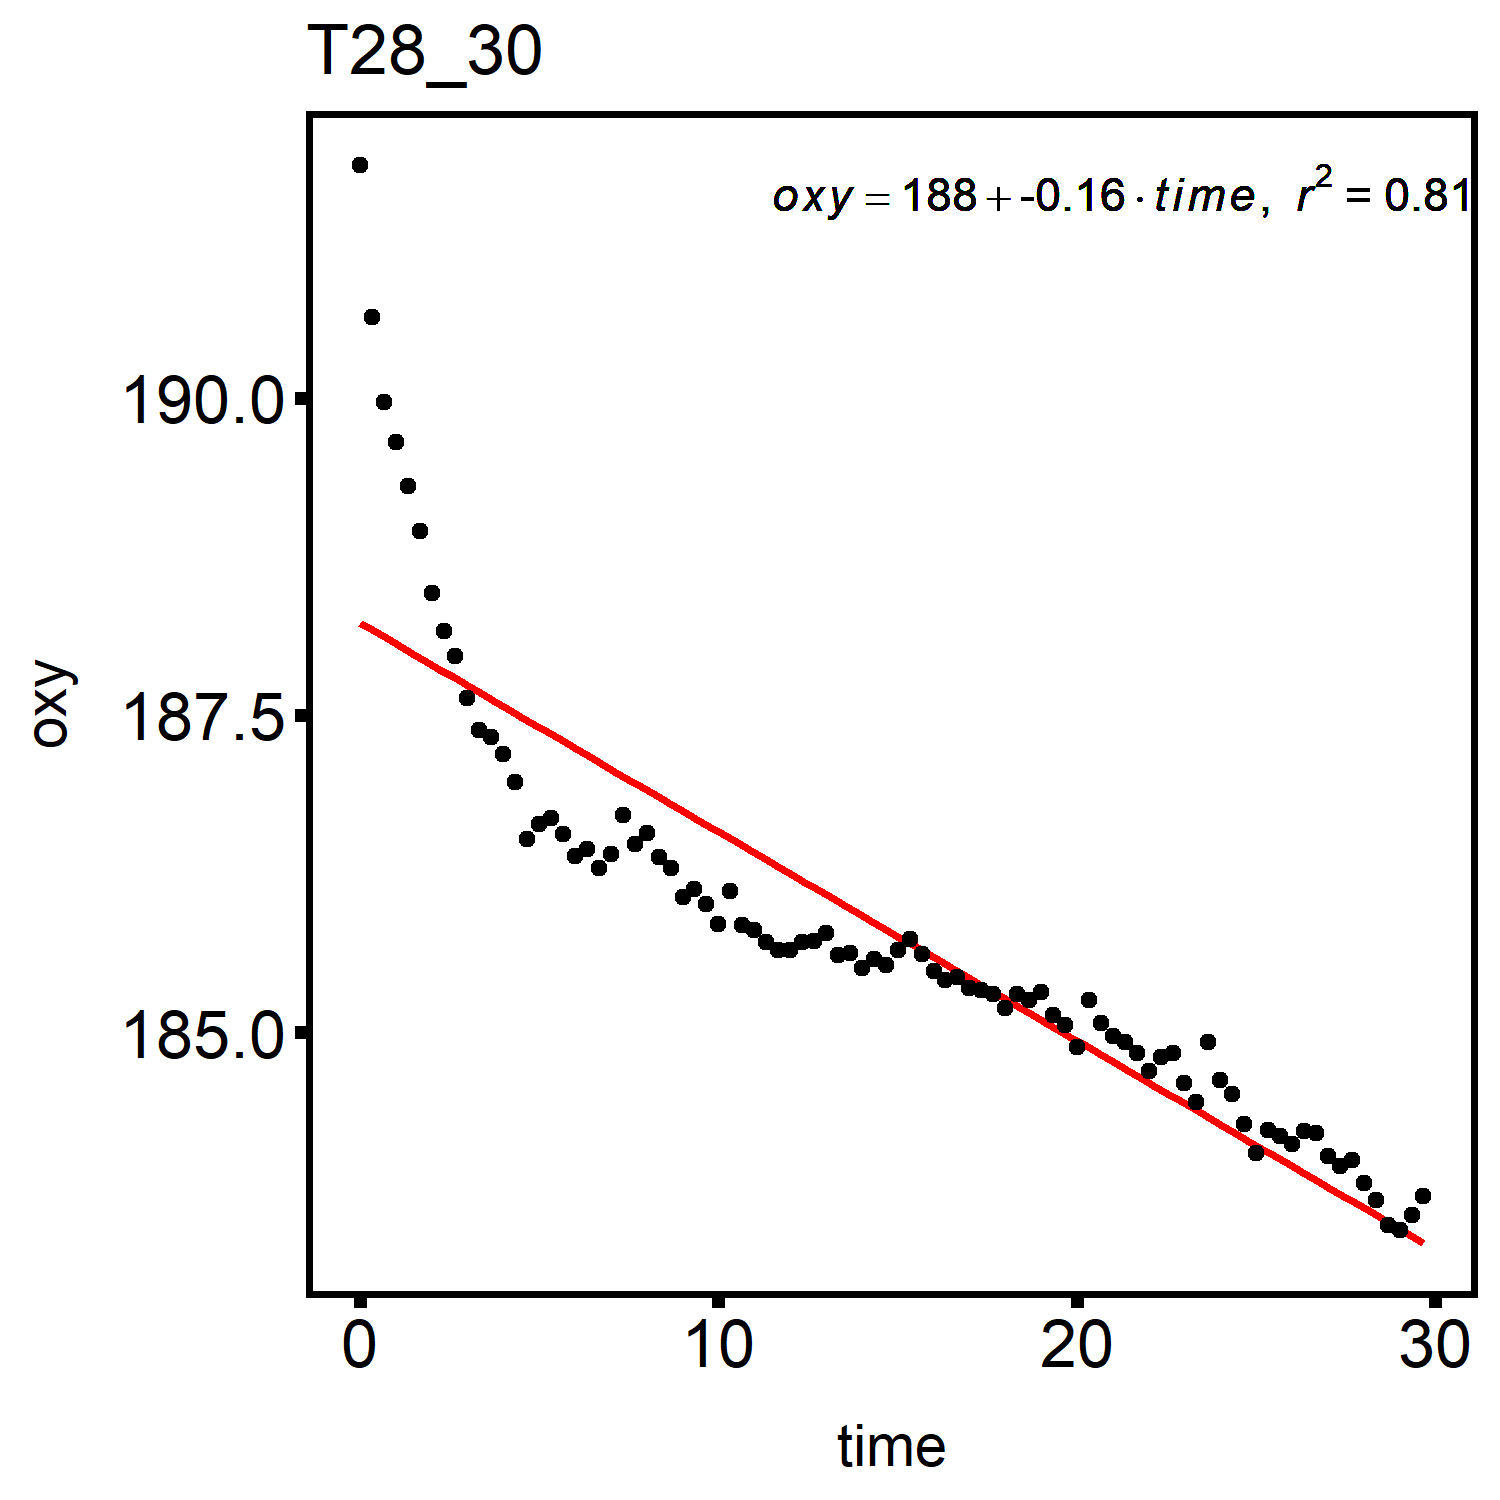 T28_30
oxy = 188 + -0.16 · time, r² = 0.81
190.0
187.5
185.0
oxy
0 10 20 30
time